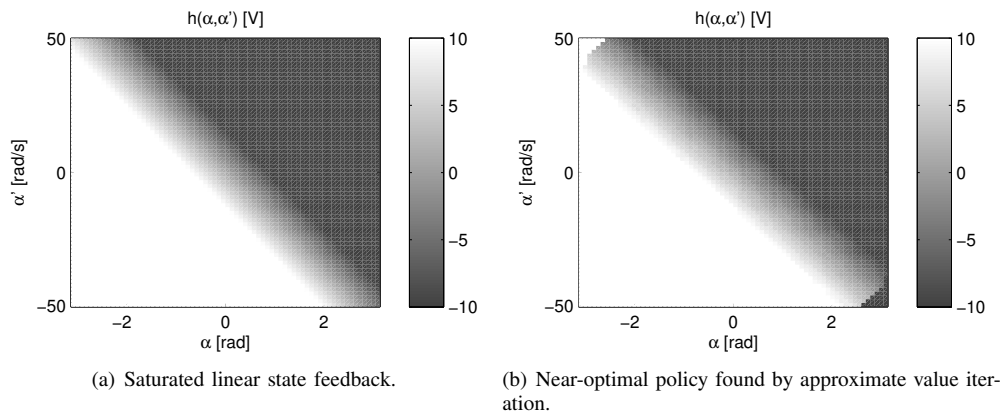 h(α,α') [V]
50
0
−50
α' [rad/s]
−2
0
2
α [rad]
10
5
0
−5
−10
(a) Saturated linear state feedback.
h(α,α') [V]
50
0
−50
α' [rad/s]
−2
0
2
α [rad]
10
5
0
−5
−10
(b) Near-optimal policy found by approximate value iter-
ation.